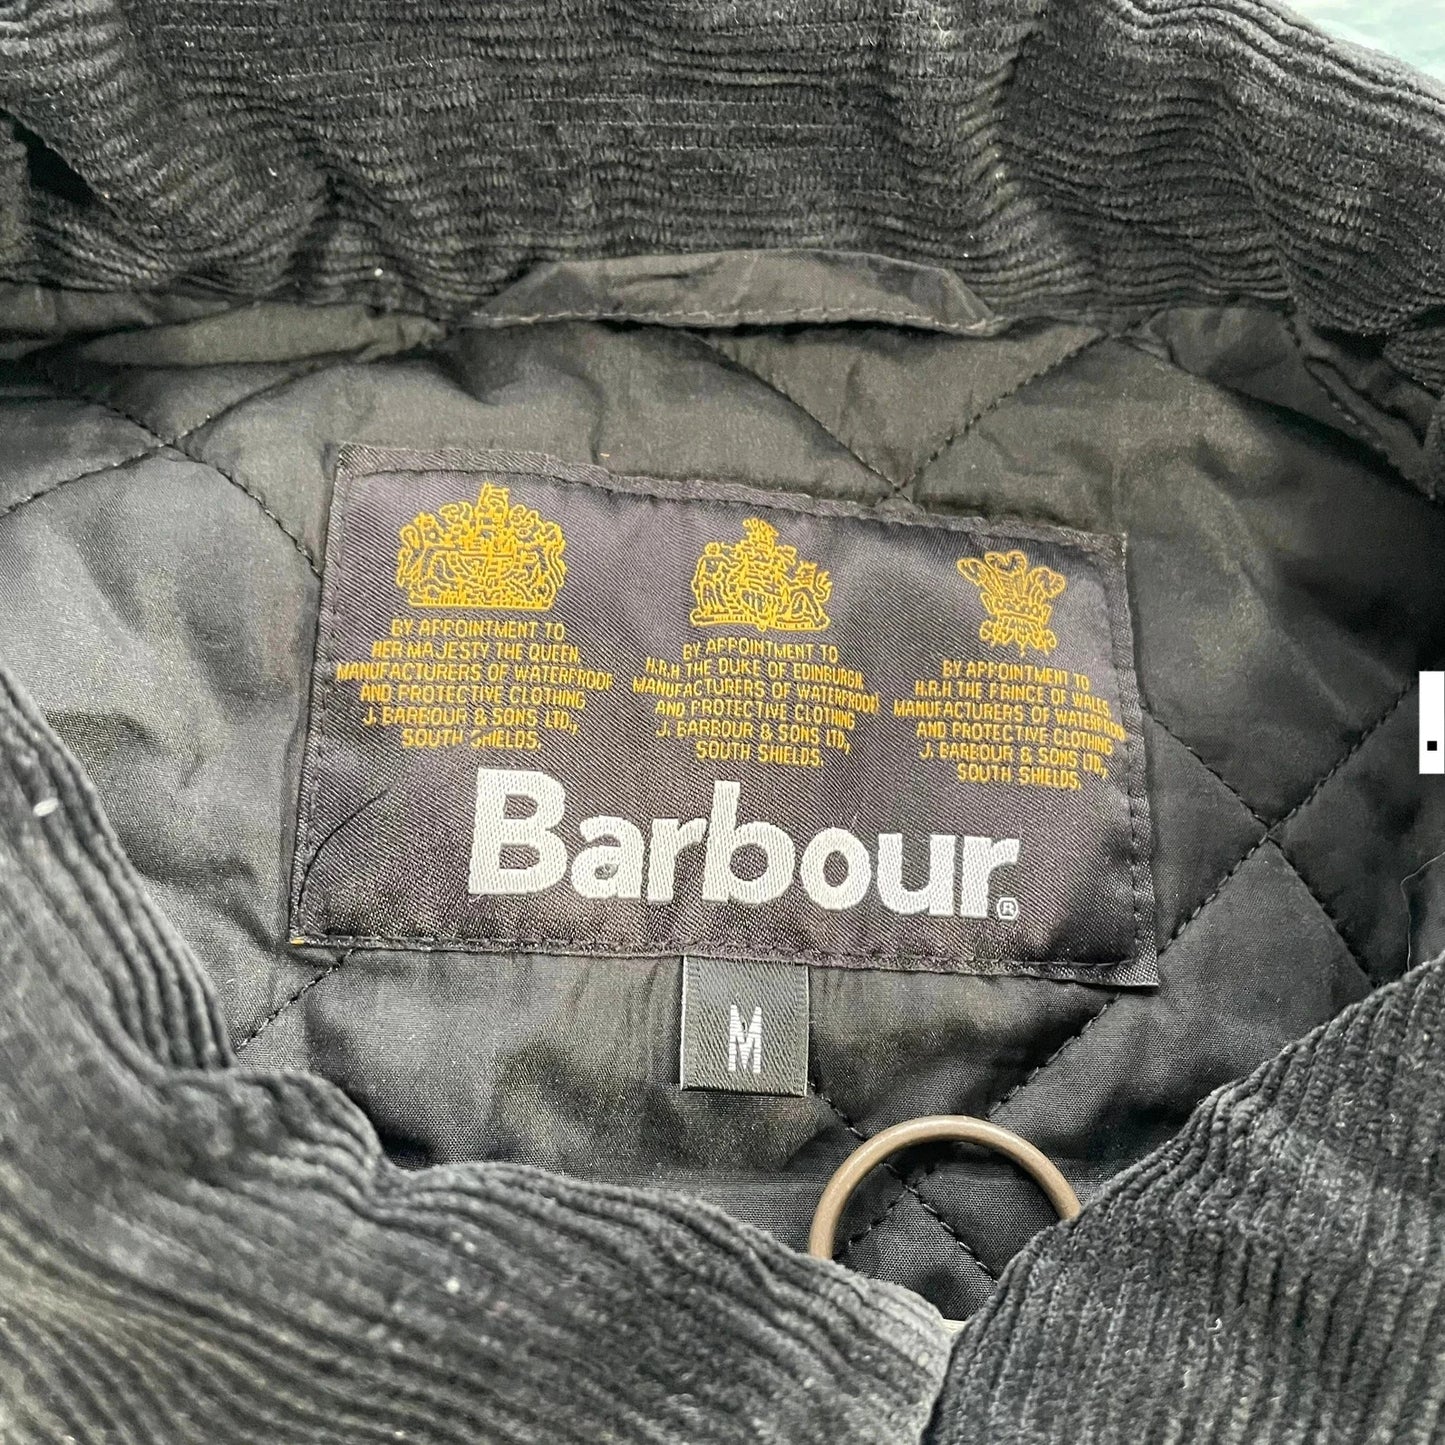 BY APPOINTMENT TO
HER MAJESTY THE QUEEN,
MANUFACTURERS OF WATERPROOF
AND PROTECTIVE CLOTHING
J. BARBOUR & SONS LTD.,
SOUTH SHIELDS.
BY APPOINTMENT TO
H.R.H THE DUKE OF EDINBURGH
MANUFACTURERS OF WATERPROOF
AND PROTECTIVE CLOTHING
J. BARBOUR & SONS LTD.,
SOUTH SHIELDS.
BY APPOINTMENT TO
H.R.H THE PRINCE OF WALES
MANUFACTURERS OF WATERPROOF
AND PROTECTIVE CLOTHING
J. BARBOUR & SONS LTD.,
SOUTH SHIELDS.
Barbour®
M